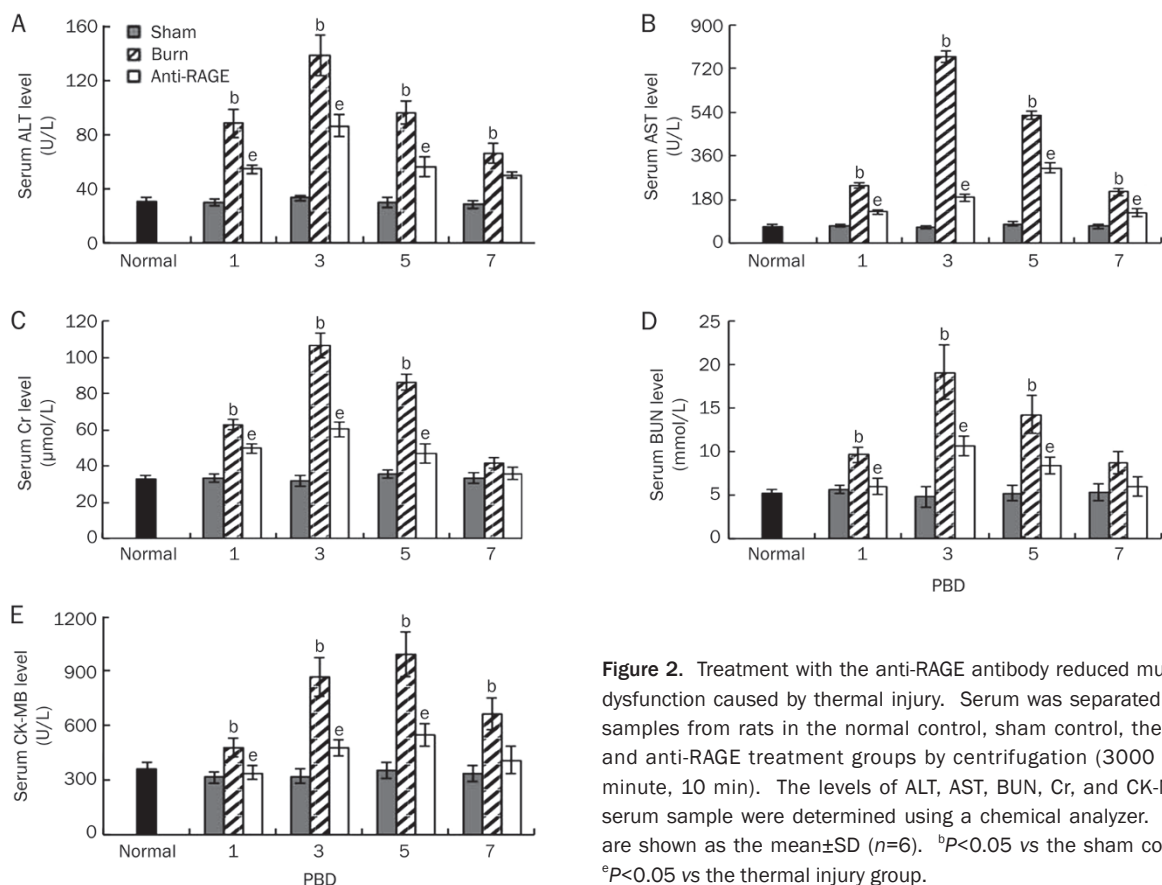 A
160
120
80
40
0
Serum ALT level
(U/L)
Sham
Burn
Anti-RAGE
b
e
b
e
b
e
b
Normal 1 3 5 7
B
900
720
540
360
180
0
Serum AST level
(U/L)
b
e
b
e
b
e
b
e
Normal 1 3 5 7
C
120
100
80
60
40
20
0
Serum Cr level
(μmol/L)
b
e
b
e
b
e
Normal 1 3 5 7
D
25
20
15
10
5
0
Serum BUN level
(mmol/L)
b
e
b
e
b
e
Normal 1 3 5 7
PBD
E
1200
900
600
300
0
Serum CK-MB level
(U/L)
b
e
b
e
b
e
b
Normal 1 3 5 7
PBD
Figure 2. Treatment with the anti-RAGE antibody reduced
dysfunction caused by thermal injury. Serum was separated
samples from rats in the normal control, sham control,
and anti-RAGE treatment groups by centrifugation (3000
minute, 10 min). The levels of ALT, AST, BUN, Cr, and
serum sample were determined using a chemical analyzer.
are shown as the mean±SD (n=6). ᵇP<0.05 vs the sham
ᵉP<0.05 vs the thermal injury group.